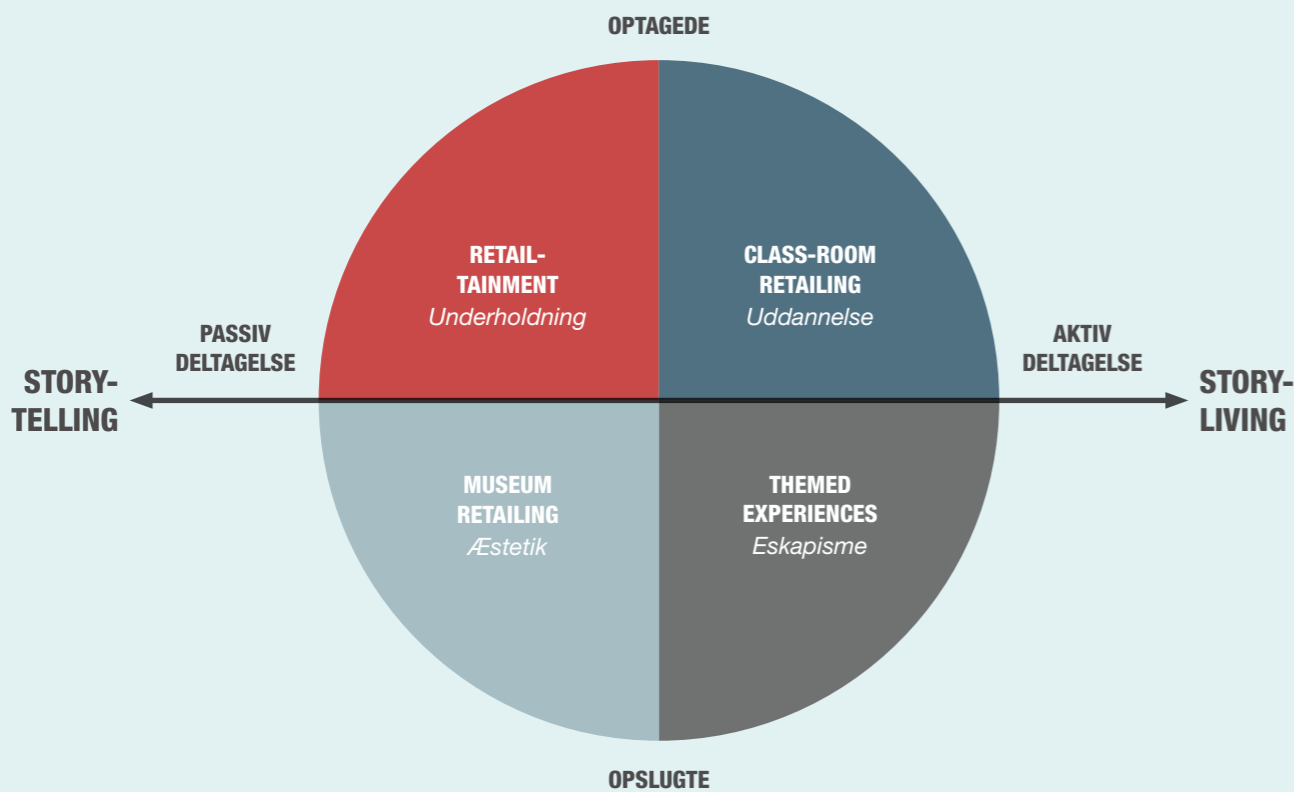 OPTAGEDE
RETAIL-
TAINMENT
Underholdning
CLASS-ROOM
RETAILING
Uddannelse
PASSIV
DELTAGELSE
AKTIV
DELTAGELSE
STORY-
TELLING
STORY-
LIVING
MUSEUM
RETAILING
Æstetik
THEMED
EXPERIENCES
Eskapisme
OPSLUGTE